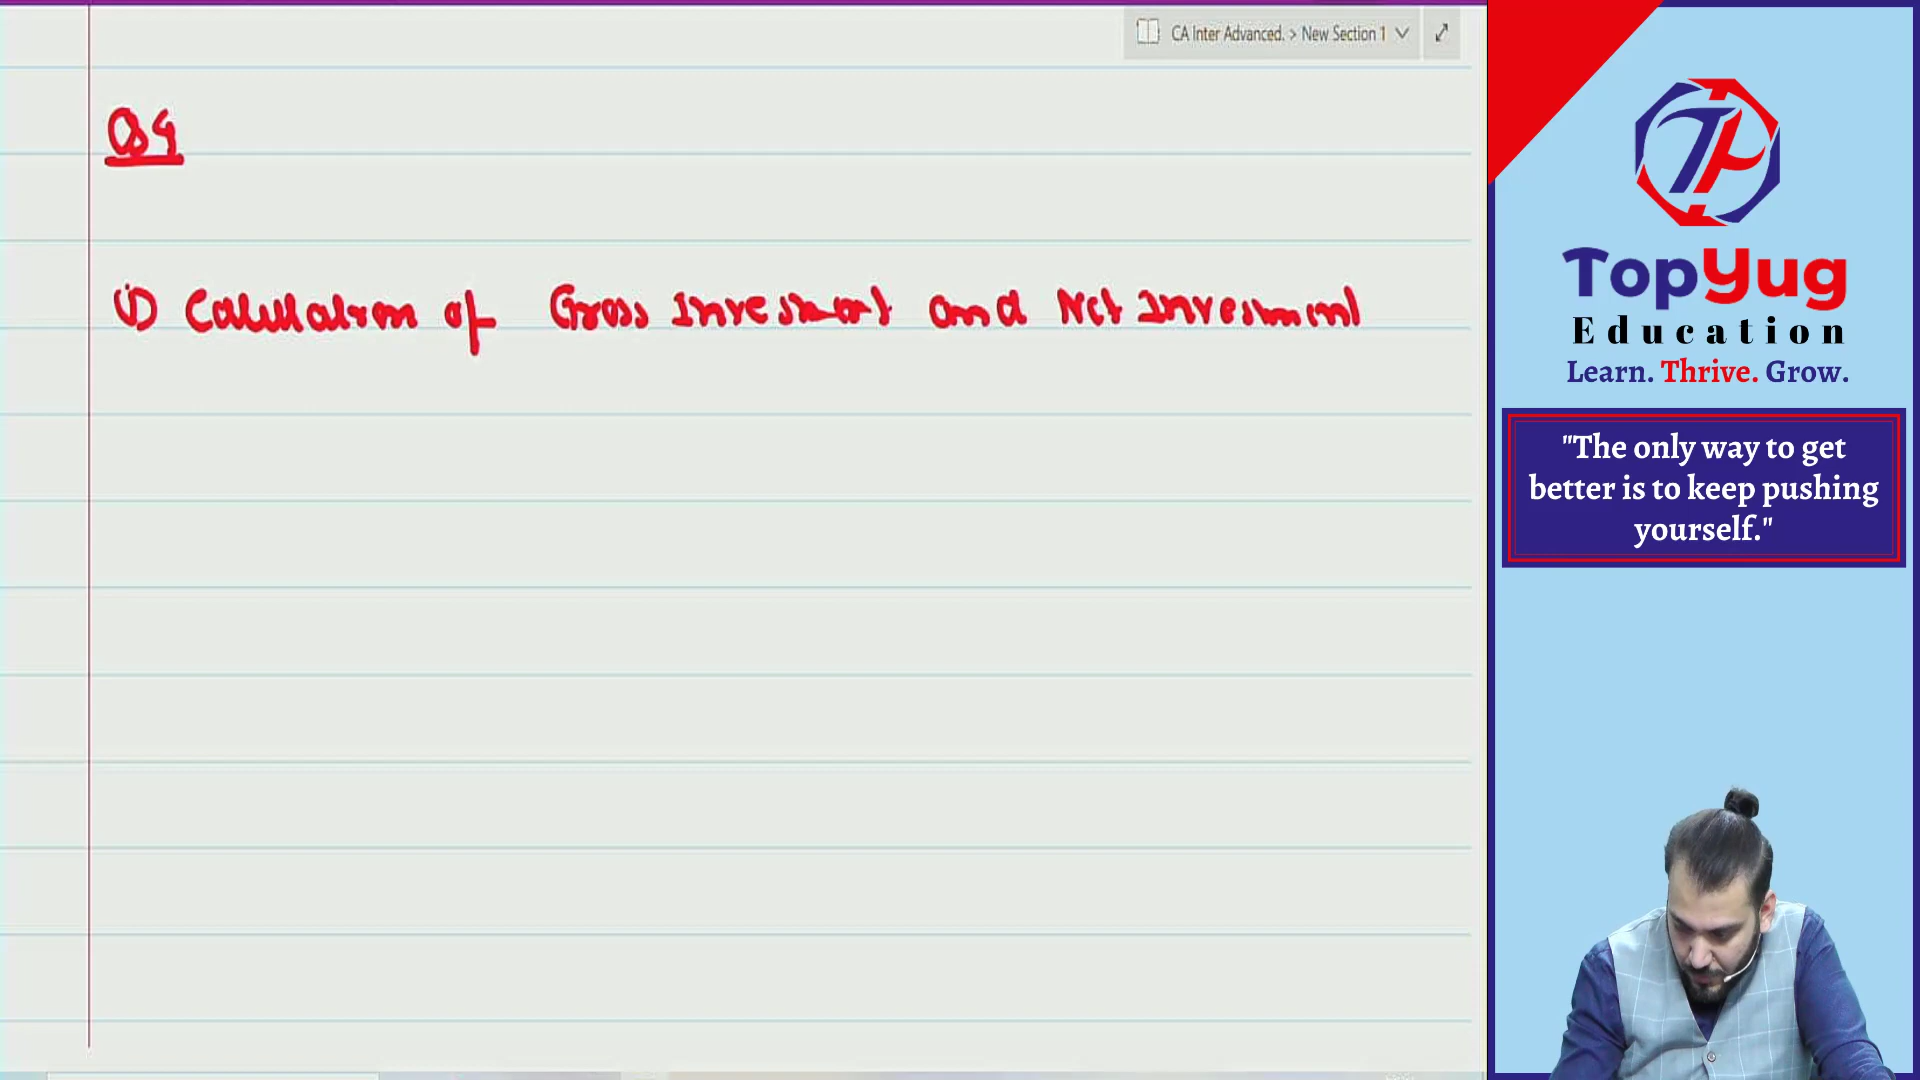 CA Inter Advanced. > New Section 1
Q4
(i) Calculation of Gross Investment and Net Investment
TopYug
Education
Learn. Thrive. Grow.
"The only way to get
better is to keep pushing
yourself."